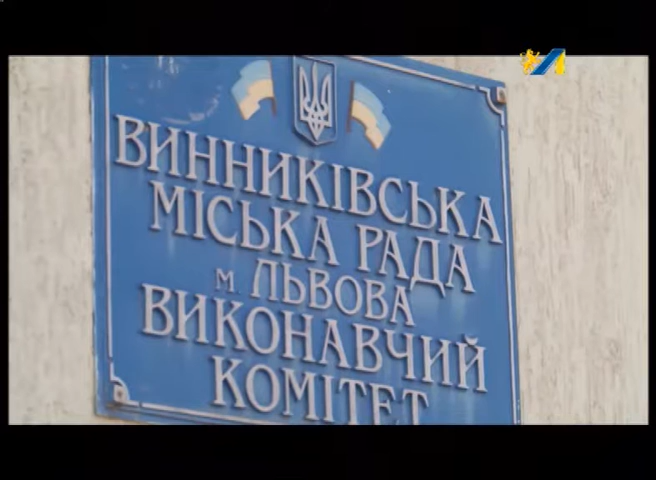 ВИННИКІВСЬКА
МІСЬКА РАДА
м. ЛЬВОВА
ВИКОНАВЧИЙ
КОМІТЕТ